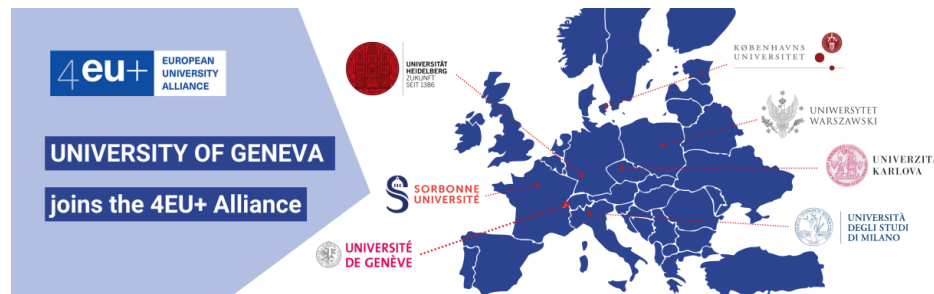 4eu+
EUROPEAN
UNIVERSITY
ALLIANCE
UNIVERSITY OF GENEVA
joins the 4EU+ Alliance
UNIVERSITÄT
HEIDELBERG
ZUKUNFT
SEIT 1386
KØBENHAVNS
UNIVERSITET
UNIWERSYTET
WARSZAWSKI
UNIVERZIT
KARLOVA
SORBONNE
UNIVERSITÉ
UNIVERSITÀ
DEGLI STUDI
DI MILANO
UNIVERSITÉ
DE GENÈVE